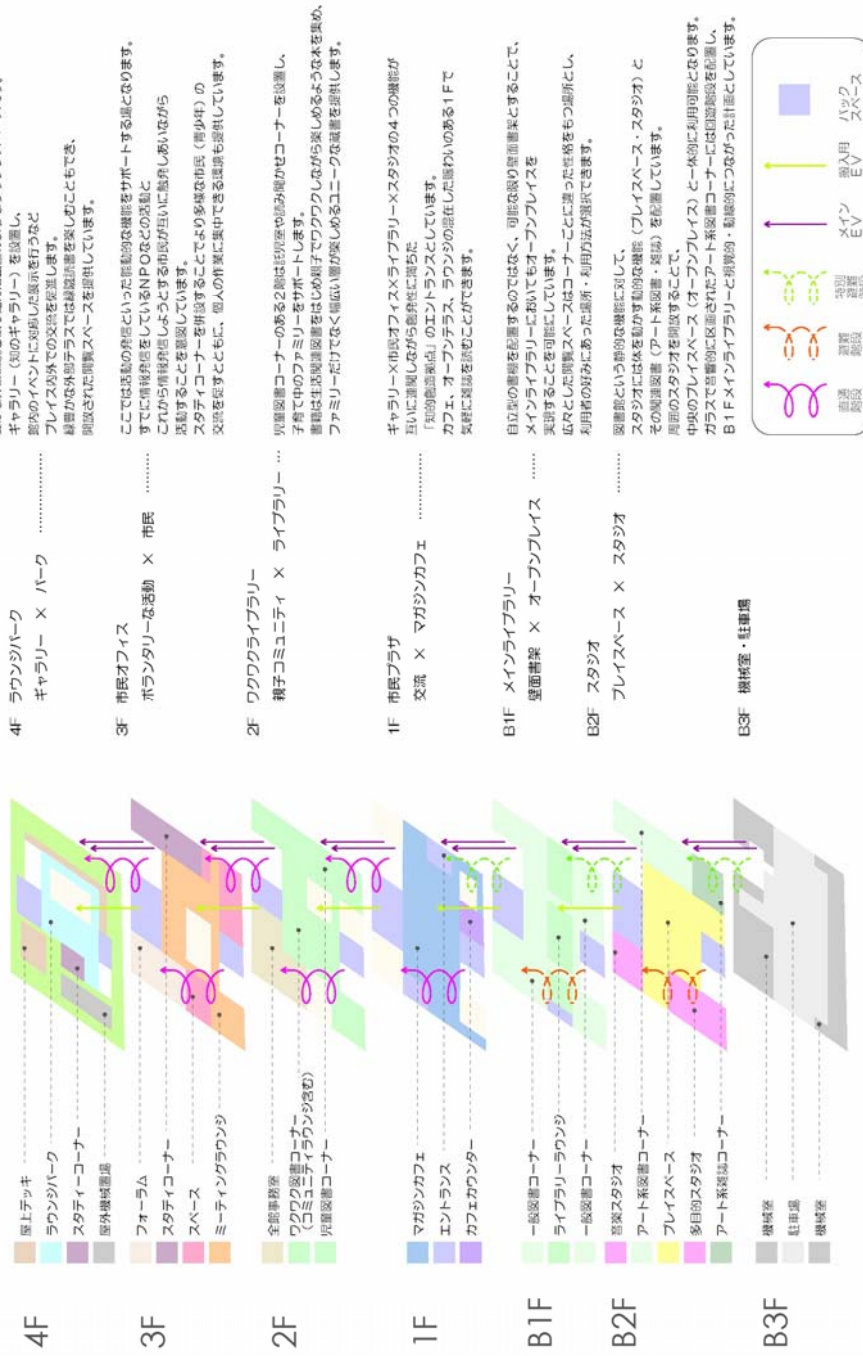 4F
屋上デッキ
ラウンジパーク
スタディーコーナー
屋外機械置場
4F ラウンジパーク
ギャラリー × パーク …………
ギャラリー(知のギャラリー)を設置し、
館内のイベントに対応した展示を行うなど
プレイス内外での交流を促進します。
緑豊かな外部テラスでは緑陰読書を楽しむこともでき、
開放された閲覧スペースを提供しています。
3F
フォーラム
スタディコーナー
スペース
ミーティングラウンジ
3F 市民オフィス
ボランタリーな活動 × 市民 …………
ここでは活動の発信といった能動的な機能をサポートする場となります。
すでに情報発信をしているNPOなどの活動と
これから情報発信しようとする市民が互いに触発しあいながら
活動することを意図しています。
スタディコーナーを併設することでより多様な市民(青少年)の
交流を促すとともに、個人の作業に集中できる環境も提供しています。
2F
全館事務室
ワクワク図書コーナー
(コミュニティラウンジ含む)
児童図書コーナー
2F ワクワクライブラリー
親子コミュニティ × ライブラリー …
児童図書コーナーのある2階は託児室や読み聞かせコーナーを設置し、
子育て中のファミリーをサポートします。
書籍は生活関連図書をはじめ親子でワクワクしながら楽しめるような本を集め、
ファミリーだけでなく幅広い層が楽しめるユニークな蔵書を提供します。
1F
マガジンカフェ
エントランス
カフェカウンター
1F 市民プラザ
交流 × マガジンカフェ …………
ギャラリー×市民オフィス×ライブラリー×スタジオの4つの機能が
互いに連関しながら創発性に満ちた
「知的創造拠点」のエントランスとしています。
カフェ、オープンテラス、ラウンジの混在した賑わいのある1Fで
気軽に雑誌を読むことができます。
B1F
一般図書コーナー
ライブラリーラウンジ
一般図書コーナー
B1F メインライブラリー
壁面書架 × オープンプレイス …………
自立型の書棚を配置するのではなく、可能な限り壁面書架とすることで、
メインライブラリーにおいてもオープンプレイスを
実現することを可能にしています。
広々とした閲覧スペースはコーナーごとに違った性格をもつ場所とし、
利用者の好みにあった場所・利用方法が選択できます。
B2F
音楽スタジオ
アート系図書コーナー
プレイスペース
多目的スタジオ
アート系雑誌コーナー
B2F スタジオ
プレイスペース × スタジオ …………
図書館という静的な機能に対して、
スタジオには体を動かす動的な機能(プレイスペース・スタジオ)と
その関連図書(アート系図書・雑誌)を配置しています。
周囲のスタジオを開放することで、
中央のプレイスペース(オープンプレイス)と一体的に利用可能となります。
ガラスで音響的に区画されたアート系図書コーナーには回遊階段を配置し、
B1Fメインライブラリーと視覚的・動線的につながった計画としています。
B3F
機械室
駐車場
機械室
B3F 機械室・駐車場
直通
階段
避難
階段
特別
避難
メイン
EV
搬入用
EV
バック
スペース